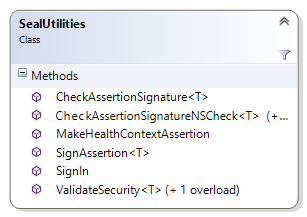 SealUtilities
Class
Methods
CheckAssertionSignature<T>
CheckAssertionSignatureNSCheck<T> (+...
MakeHealthContextAssertion
SignAssertion<T>
SignIn
ValidateSecurity<T> (+ 1 overload)